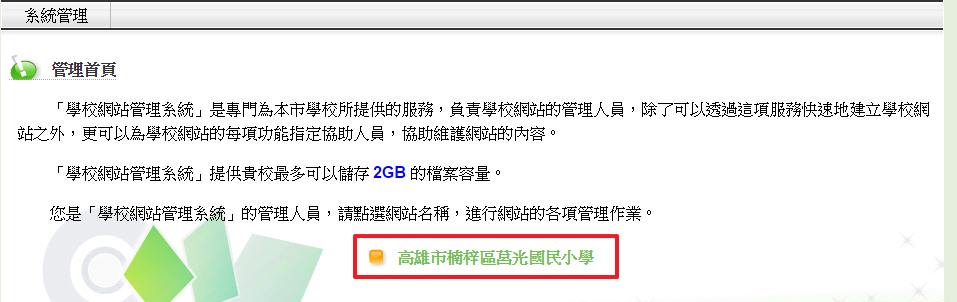 系統管理
管理首頁
「學校網站管理系統」是專門為本市學校所提供的服務，負責學校網站的管理人員，除了可以透過這項服務快速地建立學校網
站之外，更可以為學校網站的每項功能指定協助人員，協助維護網站的內容。
「學校網站管理系統」提供貴校最多可以儲存 2GB 的檔案容量。
您是「學校網站管理系統」的管理人員，請點選網站名稱，進行網站的各項管理作業。
高雄市楠梓區莒光國民小學